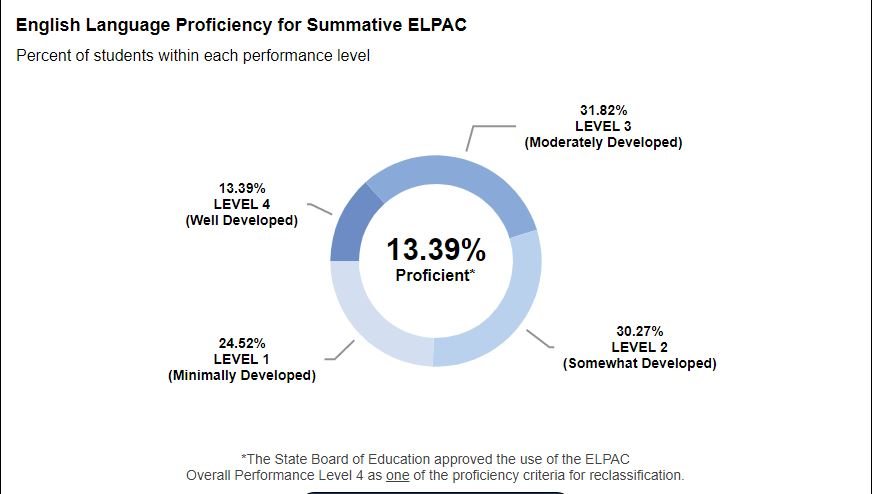 English Language Proficiency for Summative ELPAC
Percent of students within each performance level
31.82%
LEVEL 3
(Moderately Developed)
13.39%
LEVEL 4
(Well Developed)
13.39%
Proficient*
30.27%
LEVEL 2
(Somewhat Developed)
24.52%
LEVEL 1
(Minimally Developed)
*The State Board of Education approved the use of the ELPAC
Overall Performance Level 4 as one of the proficiency criteria for reclassification.